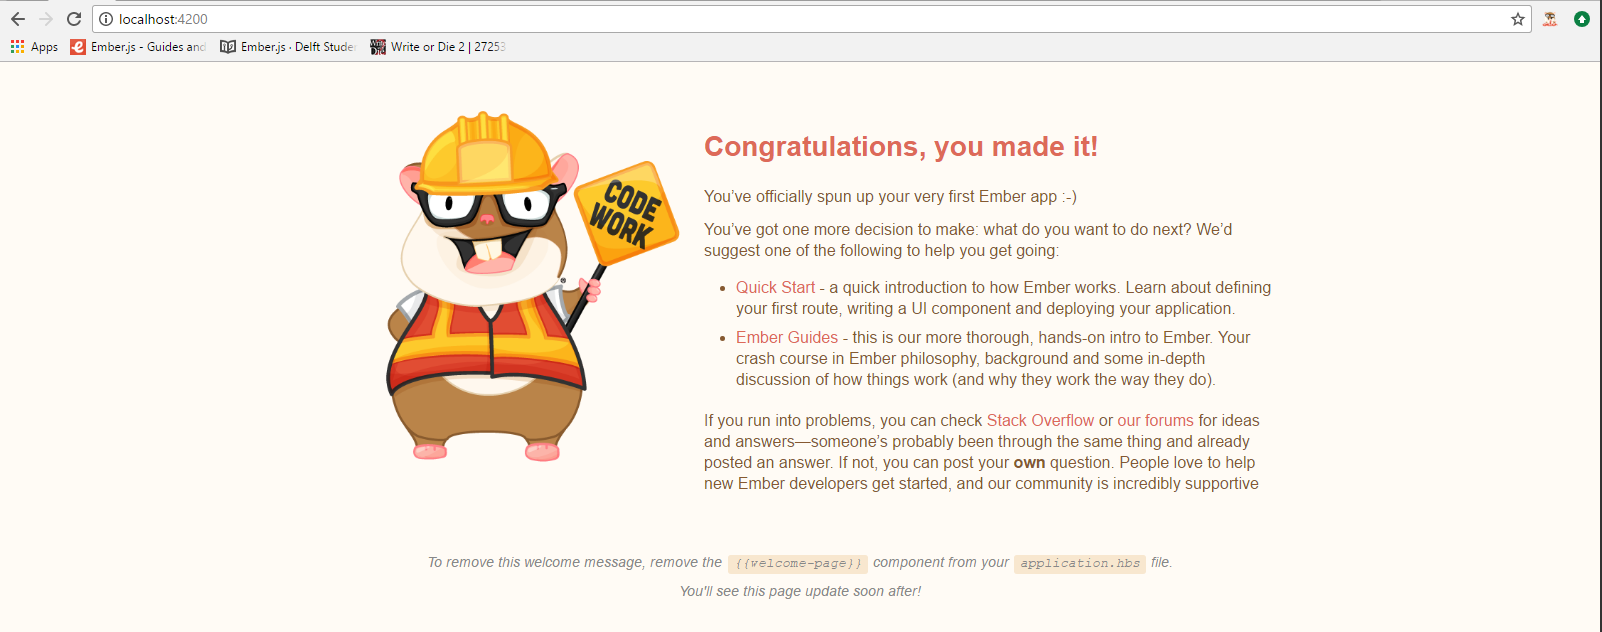 localhost:4200
Apps Ember.js - Guides and Ember.js · Delft Stude Write or Die 2 | 27253
CODE
WORK
Congratulations, you made it!
You’ve officially spun up your very first Ember app :-)
You’ve got one more decision to make: what do you want to do next? We’d
suggest one of the following to help you get going:
• Quick Start - a quick introduction to how Ember works. Learn about defining
your first route, writing a UI component and deploying your application.
• Ember Guides - this is our more thorough, hands-on intro to Ember. Your
crash course in Ember philosophy, background and some in-depth
discussion of how things work (and why they work the way they do).
If you run into problems, you can check Stack Overflow or our forums for ideas
and answers—someone’s probably been through the same thing and already
posted an answer. If not, you can post your own question. People love to help
new Ember developers get started, and our community is incredibly supportive
To remove this welcome message, remove the {{welcome-page}} component from your application.hbs file.
You'll see this page update soon after!